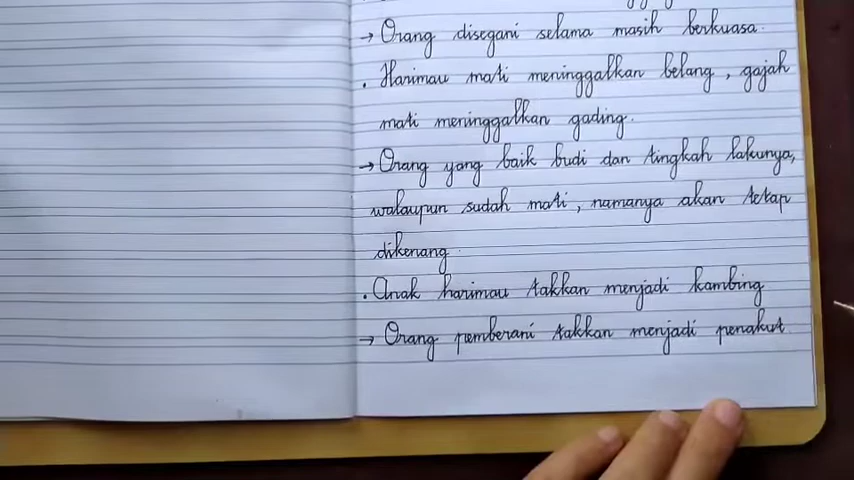 → Orang disegani selama masih berkuasa.
. Harimau mati meninggalkan belang, gajah
mati meninggalkan gading.
→ Orang yang baik budi dan tingkah lakunya,
walaupun sudah mati, namanya akan tetap
dikenang.
. Anak harimau takkan menjadi kambing
→ Orang pemberani takkan menjadi penakut